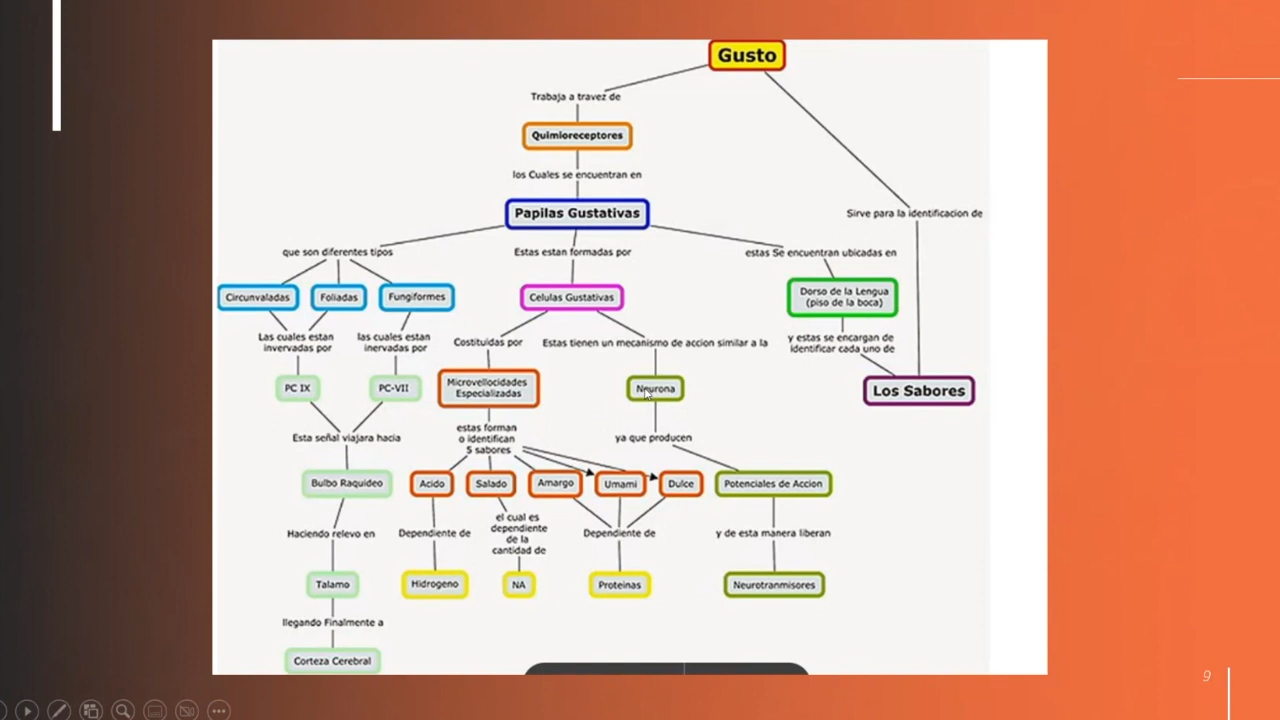 Gusto
Trabaja a travez de
Quimioreceptores
los Cuales se encuentran en
Papilas Gustativas
Sirve para la identificacion de
que son diferentes tipos
Estas estan formadas por
estas Se encuentran ubicadas en
Circunvaladas
Foliadas
Fungiformes
Celulas Gustativas
Dorso de la Lengua
(piso de la boca)
Las cuales estan
invervadas por
las cuales estan
inervadas por
Costituidas por
Estas tienen un mecanismo de accion similar a la
y estas se encargan de
identificar cada uno de
PC IX
PC-VII
Microvellocidades
Especializadas
Neurona
Los Sabores
Esta señal viajara hacia
estas forman
o identifican
5 sabores
ya que producen
Bulbo Raquideo
Acido
Salado
Amargo
Umami
Dulce
Potenciales de Accion
Haciendo relevo en
Dependiente de
el cual es
dependiente
de la
cantidad de
Dependiente de
y de esta manera liberan
Talamo
Hidrogeno
NA
Proteinas
Neurotranmisores
llegando Finalmente a
Corteza Cerebral
9